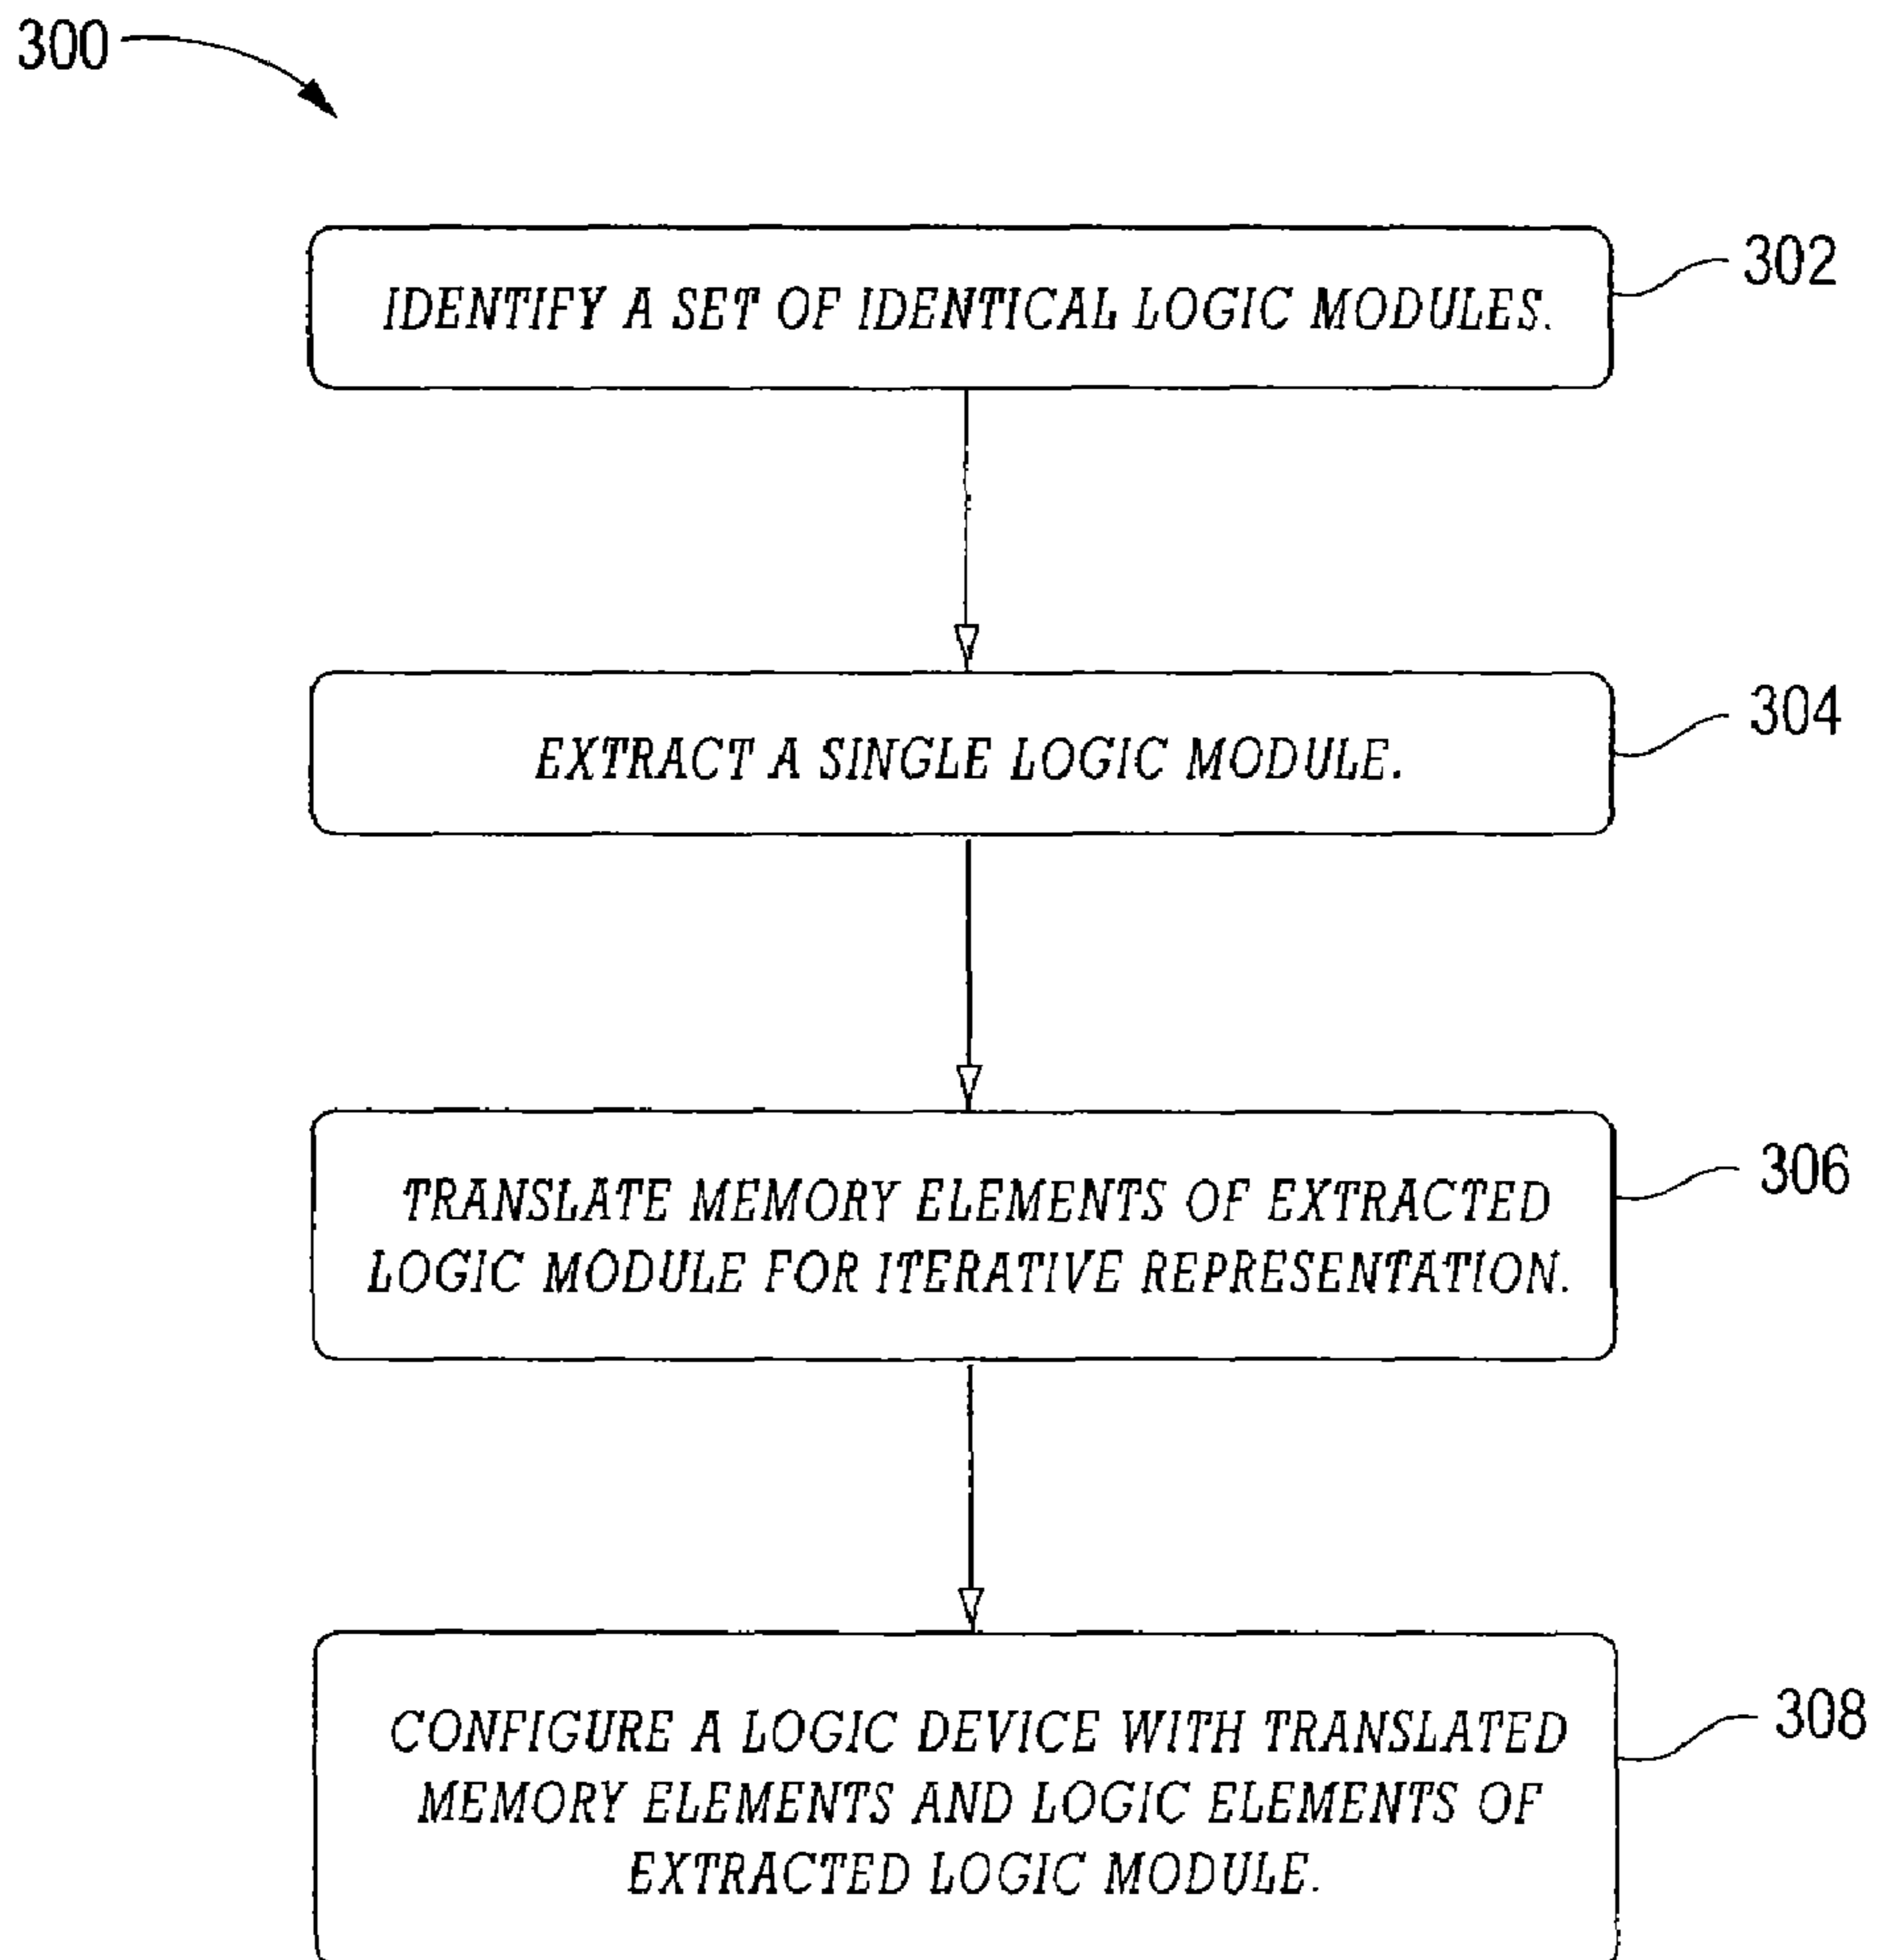 300
IDENTIFY A SET OF IDENTICAL LOGIC MODULES.
302
EXTRACT A SINGLE LOGIC MODULE.
304
TRANSLATE MEMORY ELEMENTS OF EXTRACTED
LOGIC MODULE FOR ITERATIVE REPRESENTATION.
306
CONFIGURE A LOGIC DEVICE WITH TRANSLATED
MEMORY ELEMENTS AND LOGIC ELEMENTS OF
EXTRACTED LOGIC MODULE.
308